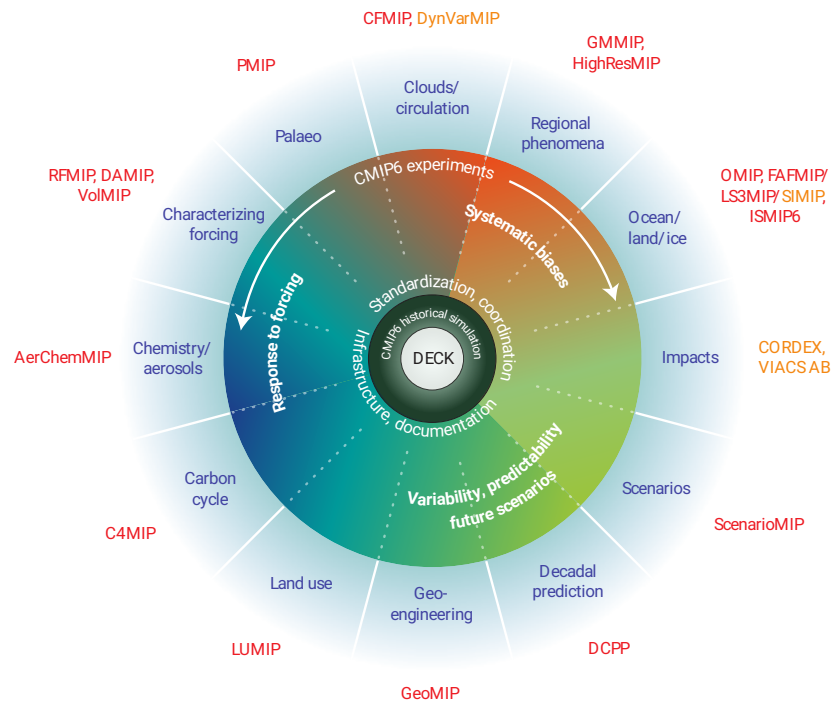 CFMIP, DynVarMIP
GMMIP,
HighResMIP
PMIP
Clouds/
circulation
Regional
phenomena
Palaeo
RFMIP, DAMIP,
VolMIP
OMIP, FAFMIP/
LS3MIP/SIMIP,
ISMIP6
Characterizing
forcing
Ocean/
land/ice
CMIP6 experiments
Systematic biases
Response to forcing
Standardization, coordination
Infrastructure, documentation
CMIP6 historical simulation
DECK
AerChemMIP
Chemistry/
aerosols
Impacts
CORDEX,
VIACS AB
Variability, predictability
future scenarios
Carbon
cycle
Scenarios
C4MIP
ScenarioMIP
Land use
Geo-
engineering
Decadal
prediction
LUMIP
DCPP
GeoMIP